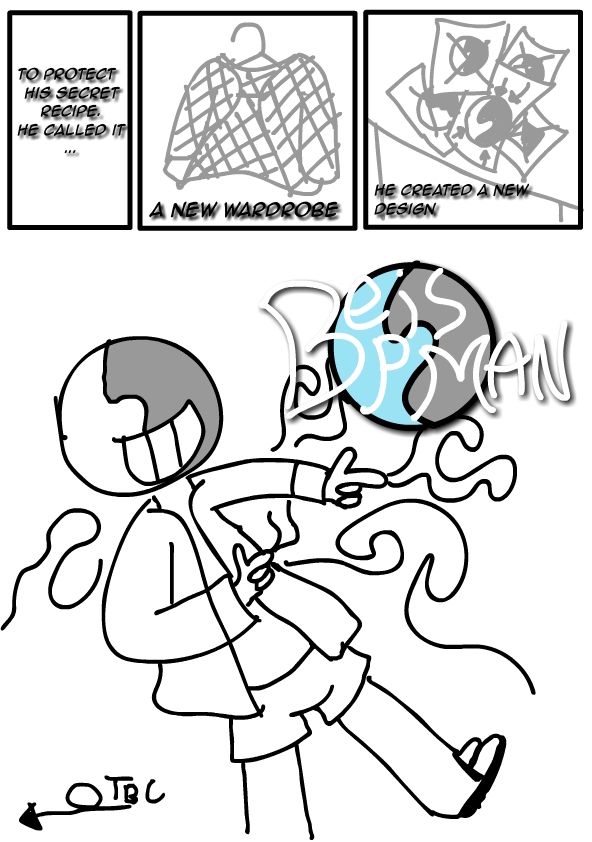 TO PROTECT
HIS SECRET
RECIPE.
HE CALLED IT
...
A NEW WARDROBE
HE CREATED A NEW
DESIGN
TBC